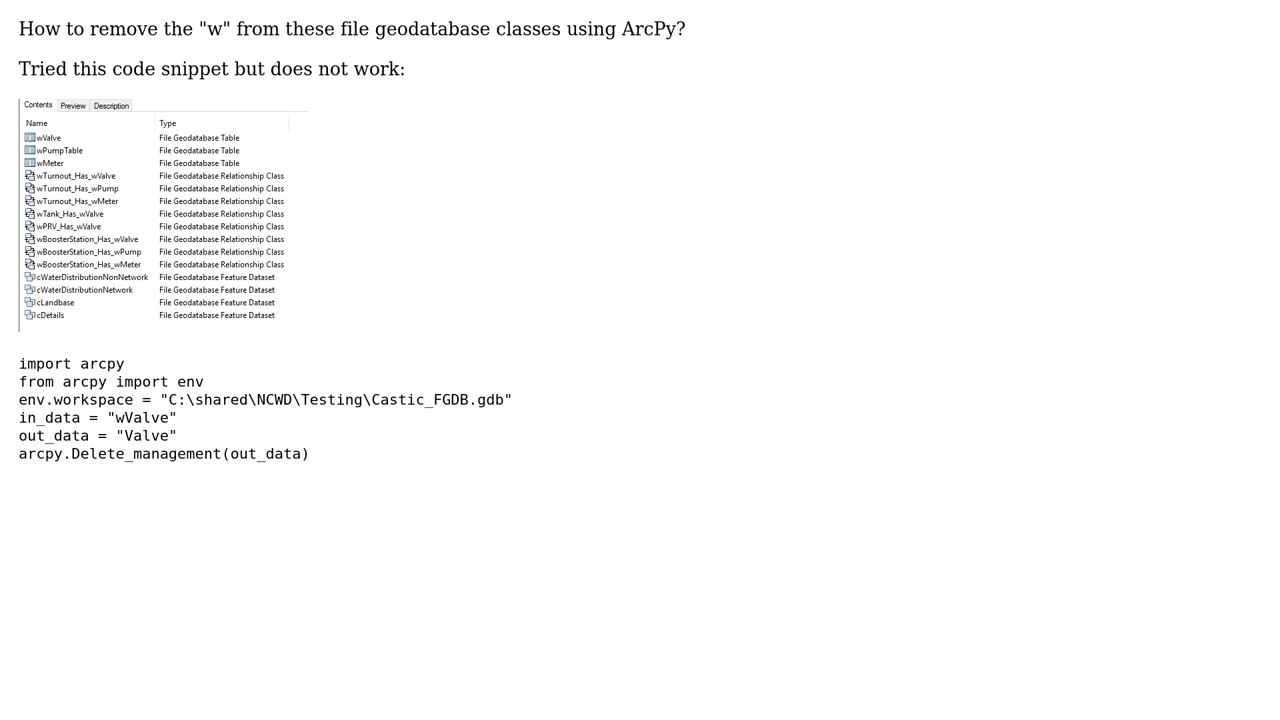 How to remove the "w" from these file geodatabase classes using ArcPy?
Tried this code snippet but does not work:
Contents Preview Description
Name Type
wValve File Geodatabase Table
wPumpTable File Geodatabase Table
wMeter File Geodatabase Table
wTurnout_Has_wValve File Geodatabase Relationship Class
wTurnout_Has_wPump File Geodatabase Relationship Class
wTurnout_Has_wMeter File Geodatabase Relationship Class
wTank_Has_wValve File Geodatabase Relationship Class
wPRV_Has_wValve File Geodatabase Relationship Class
wBoosterStation_Has_wValve File Geodatabase Relationship Class
wBoosterStation_Has_wPump File Geodatabase Relationship Class
wBoosterStation_Has_wMeter File Geodatabase Relationship Class
cWaterDistributionNonNetwork File Geodatabase Feature Dataset
cWaterDistributionNetwork File Geodatabase Feature Dataset
cLandbase File Geodatabase Feature Dataset
cDetails File Geodatabase Feature Dataset
import arcpy
from arcpy import env
env.workspace = "C:\shared\NCWD\Testing\Castic_FGDB.gdb"
in_data = "wValve"
out_data = "Valve"
arcpy.Delete_management(out_data)